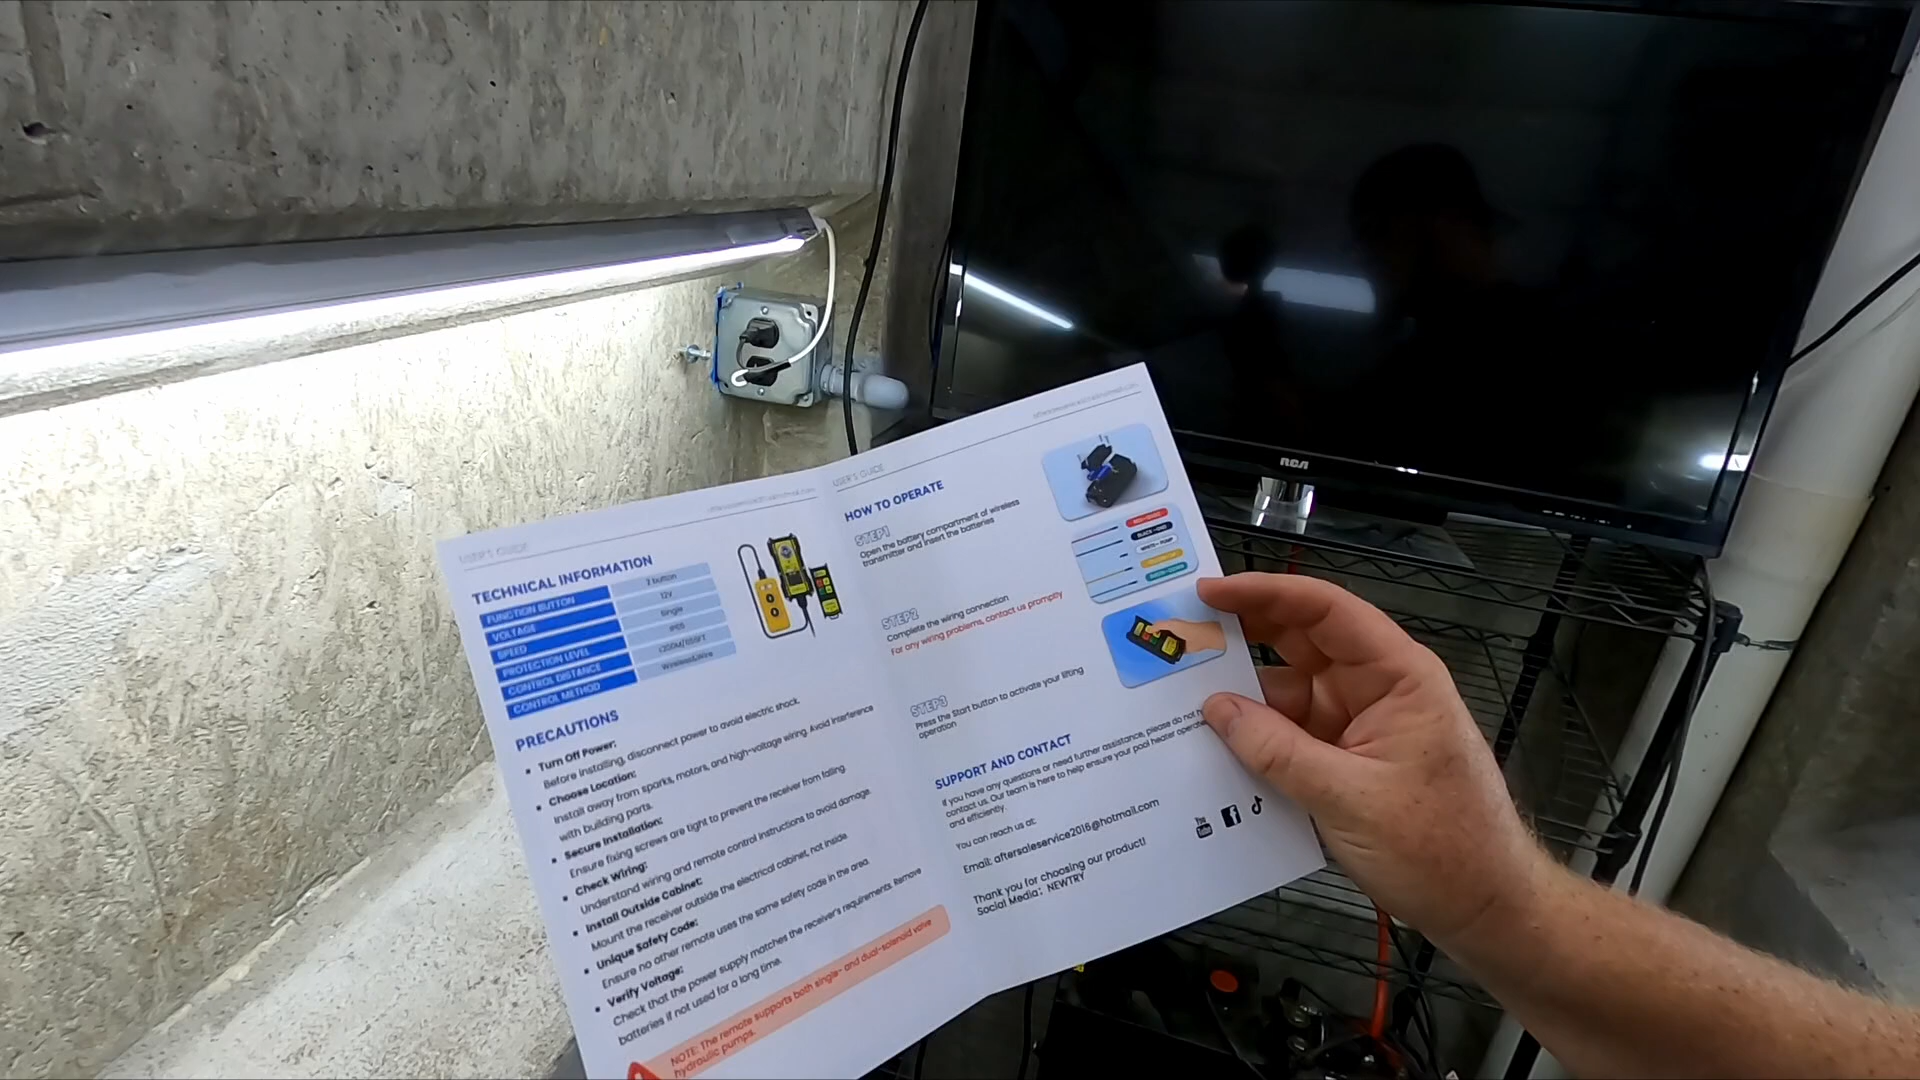 RCA
USER'S GUIDE
TECHNICAL INFORMATION
FUNCTION BUTTON 2 button
VOLTAGE 12V
SPEED Single
PROTECTION LEVEL IP65
CONTROL DISTANCE
CONTROL METHOD Wireless&Wire
PRECAUTIONS
• Turn Off Power:
Before installing, disconnect power to avoid electric shock.
• Choose Location:
Install away from sparks, motors, and high-voltage wiring. Avoid interference
with building parts.
• Secure Installation:
Ensure fixing screws are tight to prevent the receiver from falling.
• Check Wiring:
Understand wiring and remote control instructions to avoid damage.
• Install Outside Cabinet:
Mount the receiver outside the electrical cabinet, not inside.
• Unique Safety Code:
Ensure no other remote uses the same safety code in the area.
• Verify Voltage:
Check that the power supply matches the receiver's requirements. Remove
batteries if not used for a long time.
NOTE: The remote supports both single- and dual-solenoid valve
hydraulic pumps.
USER'S GUIDE
HOW TO OPERATE
STEP1
Open the battery compartment of wireless
transmitter and insert the batteries
STEP2
Complete the wiring connection
For any wiring problems, contact us promptly
STEP3
Press the Start button to activate your lifting
operation
SUPPORT AND CONTACT
If you have any questions or need further assistance, please do not
contact us. Our team is here to help ensure your pool heater
and efficiently.
You can reach us at:
Email: aftersaleservice2016@hotmail.com
Thank you for choosing our product!
Social Media: NEWTRY
You
Tube